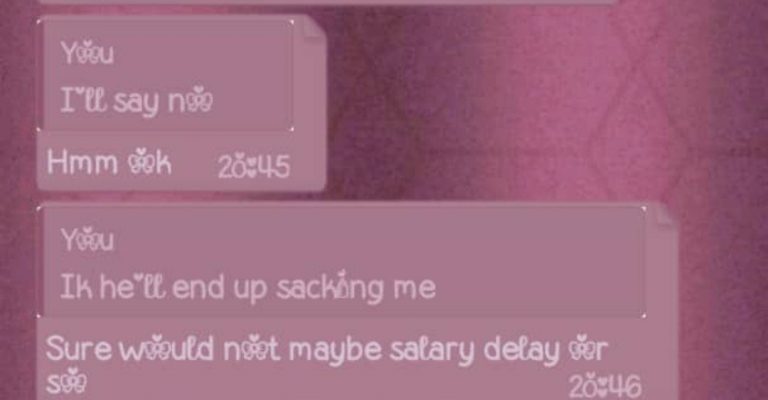 You
I'll say no
Hmm ok 20:45
You
Ik he'll end up sacking me
Sure would not maybe salary delay or
so 20:46